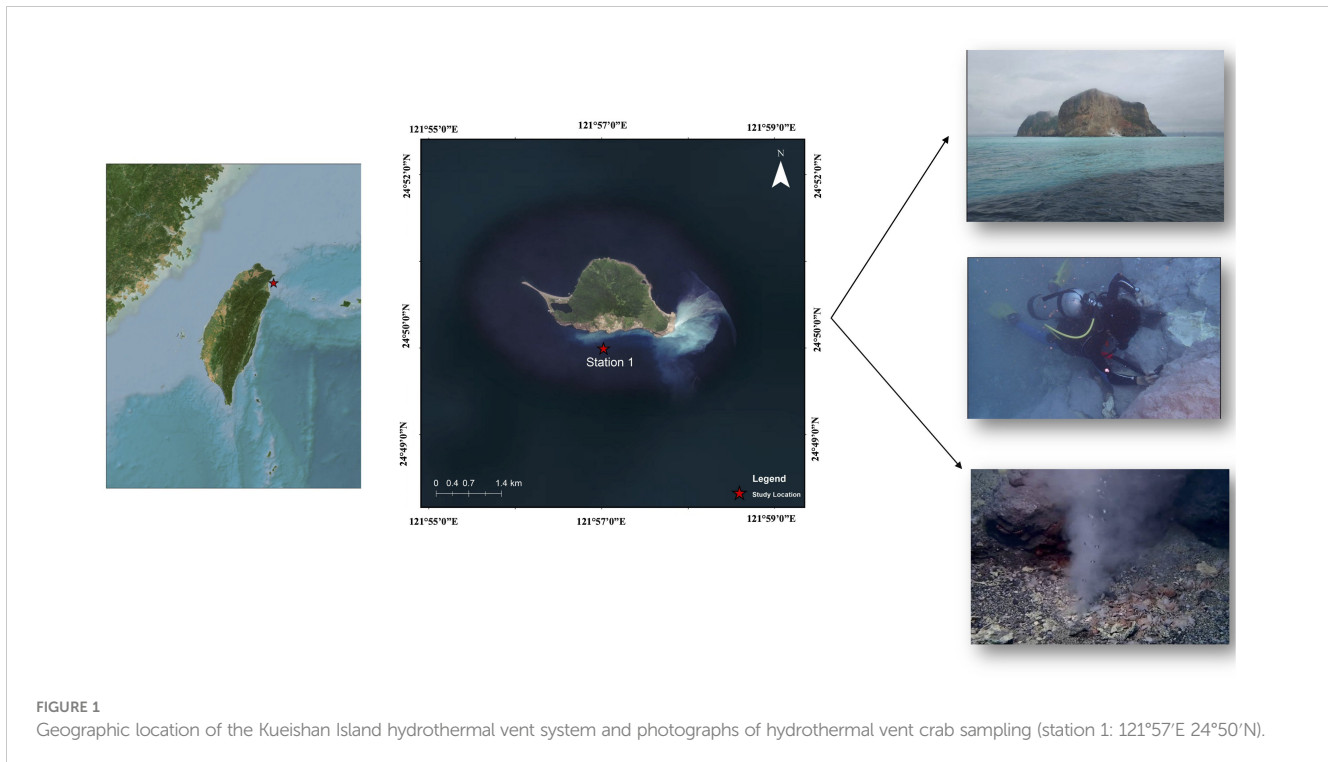 121°55'0"E
121°57'0"E
121°59'0"E
N
24°52'0"N
24°52'0"N
24°50'0"N
24°50'0"N
Station 1
24°49'0"N
24°49'0"N
Legend
Study Location
0 0.4 0.7 1.4 km
121°55'0"E
121°57'0"E
121°59'0"E
FIGURE 1
Geographic location of the Kueishan Island hydrothermal vent system and photographs of hydrothermal vent crab sampling (station 1: 121°57′E 24°50′N).